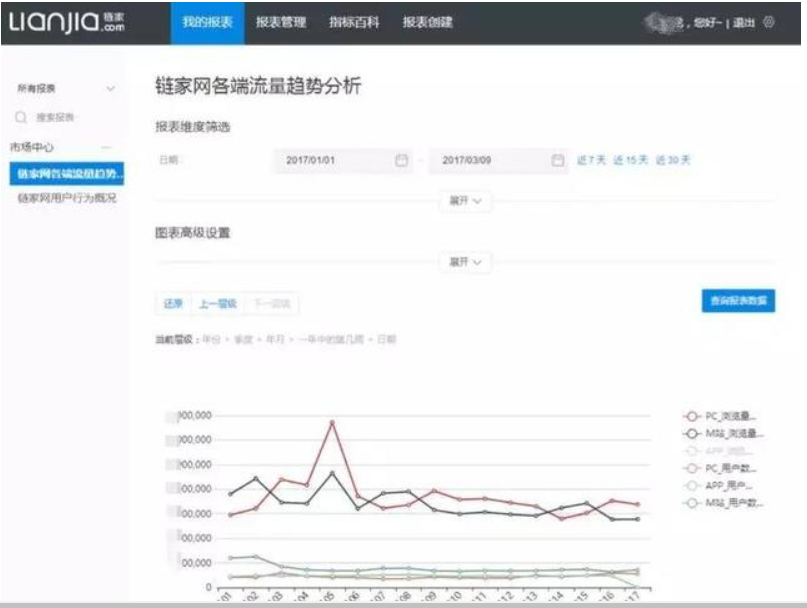 LIANJIA.链家.com
我的报表 报表管理 指标百科 报表创建
，您好~ | 退出
所有报表
搜索报表
市场中心
链家网各端流量趋势..
链家网用户行为概况
链家网各端流量趋势分析
报表维度筛选
日期
2017/01/01 - 2017/03/09 近7天 近15天 近30天
展开
图表高级设置
展开
还原 上一层级 下一层级
查询报表数据
当前层级：年份 • 季度 • 年月 • 一年中的第几周 • 日期
00,000
00,000
00,000
00,000
00,000
00,000
00,000
0
01 02 03 04 05 06 07 08 09 10 11 12 13 14 15 16 17
PC_浏览量...
M站_浏览量...
APP_浏览...
PC_用户数...
APP_用户...
M站_用户数...